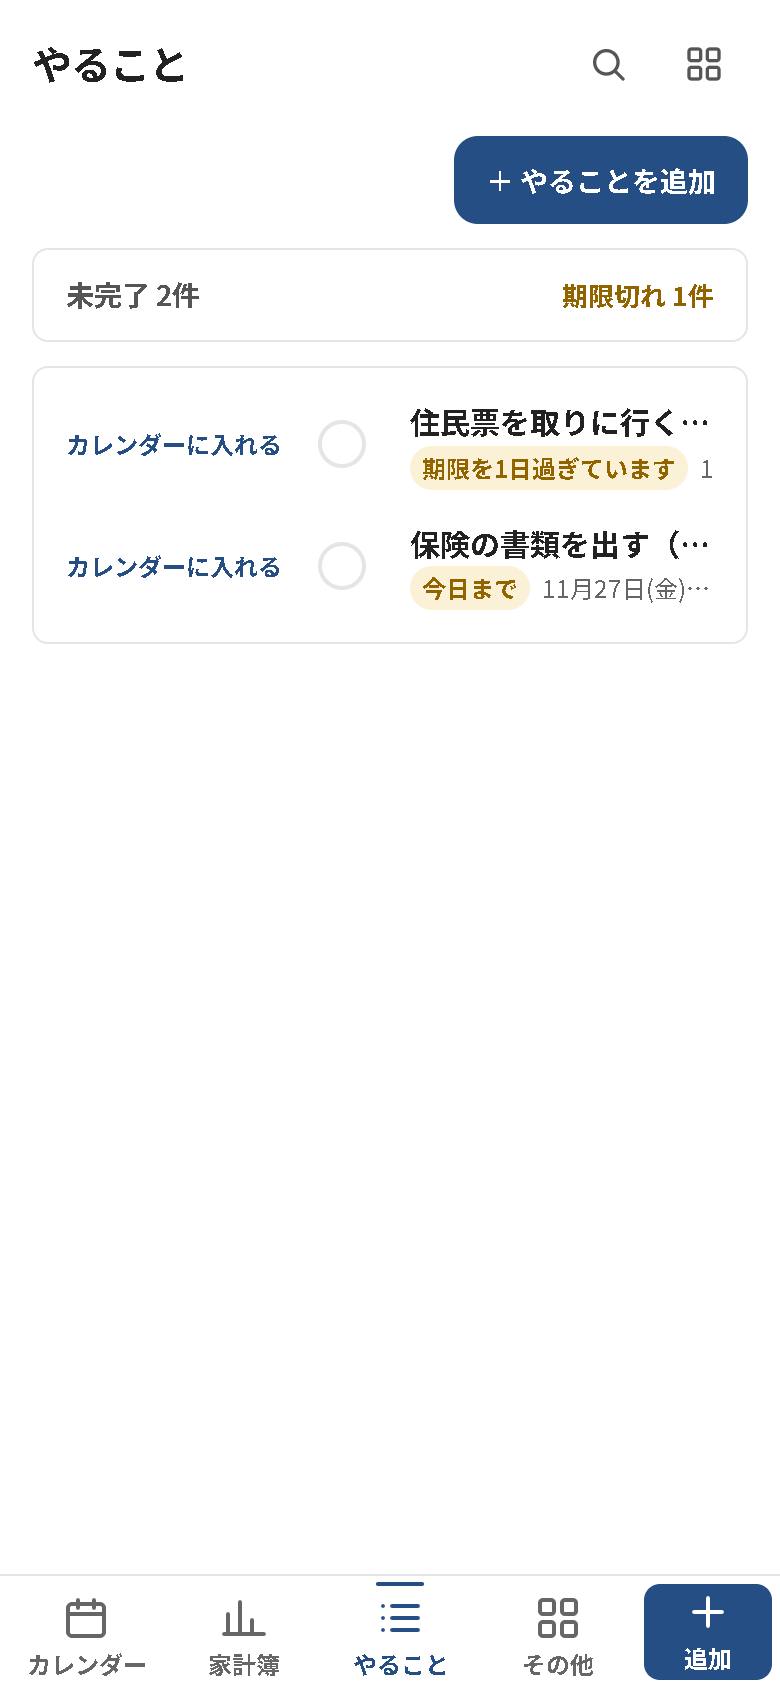 やること
＋ やることを追加
未完了 2件
期限切れ 1件
カレンダーに入れる
住民票を取りに行く…
期限を1日過ぎています 1
カレンダーに入れる
保険の書類を出す（…
今日まで 11月27日(金)…
カレンダー
家計簿
やること
その他
追加